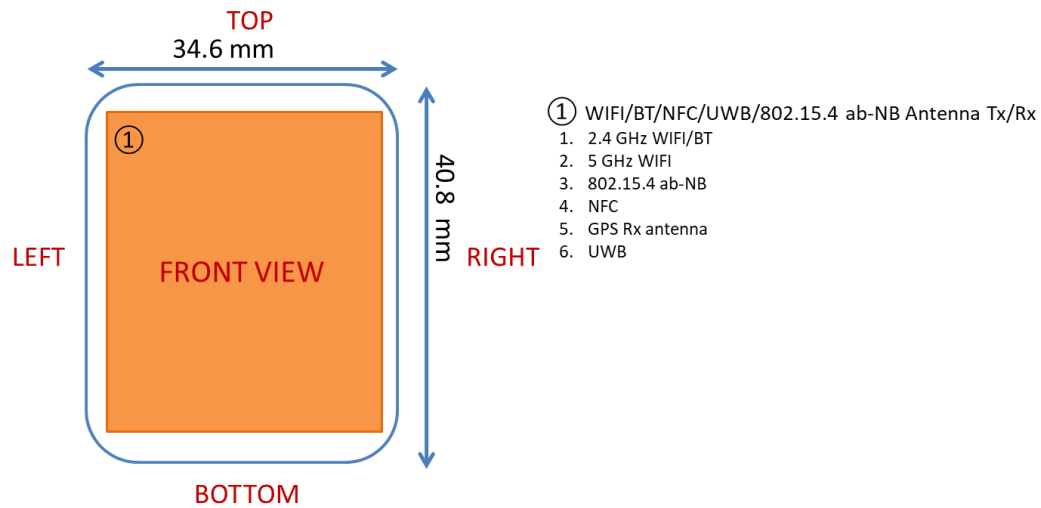 TOP
34.6 mm
①
40.8 mm
LEFT
FRONT VIEW
RIGHT
BOTTOM
① WIFI/BT/NFC/UWB/802.15.4 ab-NB Antenna Tx/Rx
1. 2.4 GHz WIFI/BT
2. 5 GHz WIFI
3. 802.15.4 ab-NB
4. NFC
5. GPS Rx antenna
6. UWB